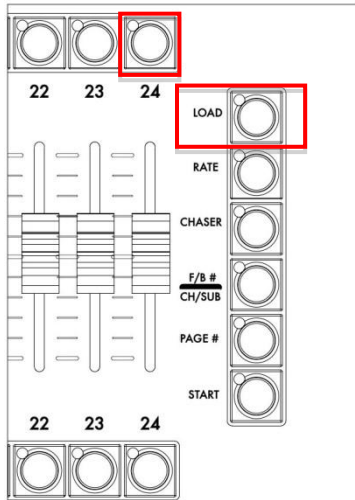 22 23 24
LOAD
RATE
CHASER
F/B #
CH/SUB
PAGE #
START
22 23 24